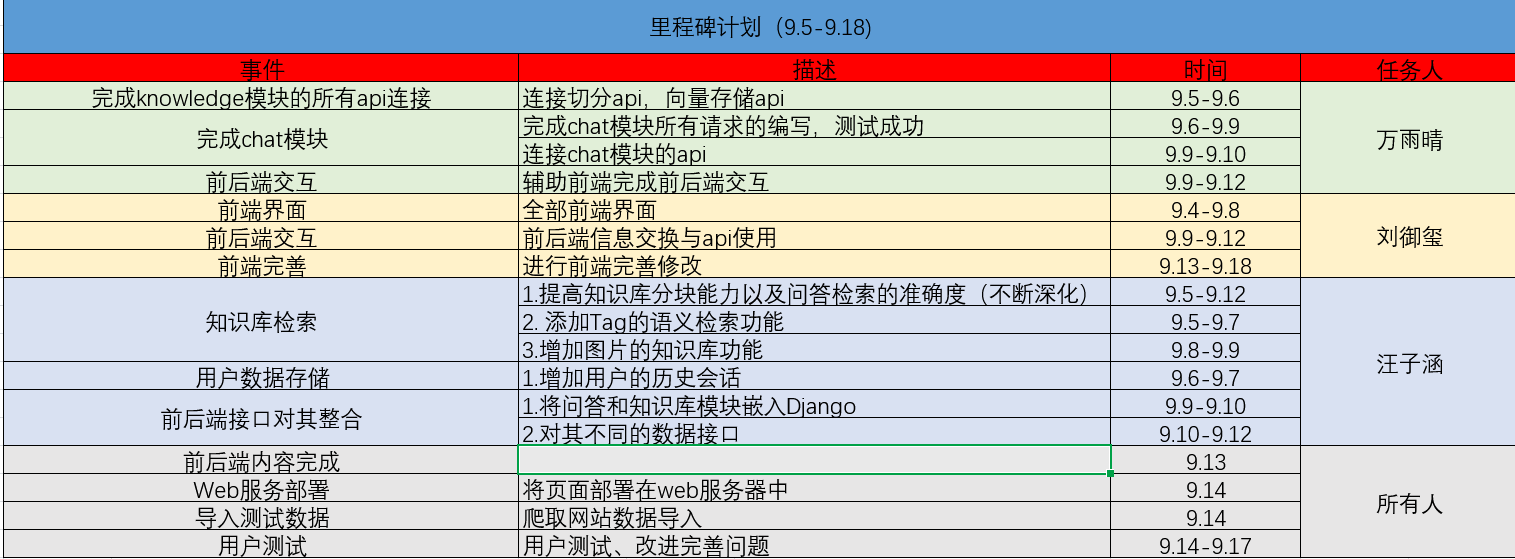 里程碑计划（9.5-9.18）
事件 描述 时间 任务人
完成knowledge模块的所有api连接 连接切分api，向量存储api 9.5-9.6
完成chat模块 完成chat模块所有请求的编写，测试成功 9.6-9.9
连接chat模块的api 9.9-9.10
前后端交互 辅助前端完成前后端交互 9.9-9.12
万雨晴
前端界面 全部前端界面 9.4-9.8
前后端交互 前后端信息交换与api使用 9.9-9.12
刘御玺
前端完善 进行前端完善修改 9.13-9.18
知识库检索 1.提高知识库分块能力以及问答检索的准确度（不断深化） 9.5-9.12
2. 添加Tag的语义检索功能 9.5-9.7
3.增加图片的知识库功能 9.8-9.9
用户数据存储 1.增加用户的历史会话 9.6-9.7
汪子涵
前后端接口对其整合 1.将问答和知识库模块嵌入Django 9.9-9.10
2.对其不同的数据接口 9.10-9.12
前后端内容完成 9.13
Web服务部署 将页面部署在web服务器中 9.14
所有人
导入测试数据 爬取网站数据导入 9.14
用户测试 用户测试、改进完善问题 9.14-9.17